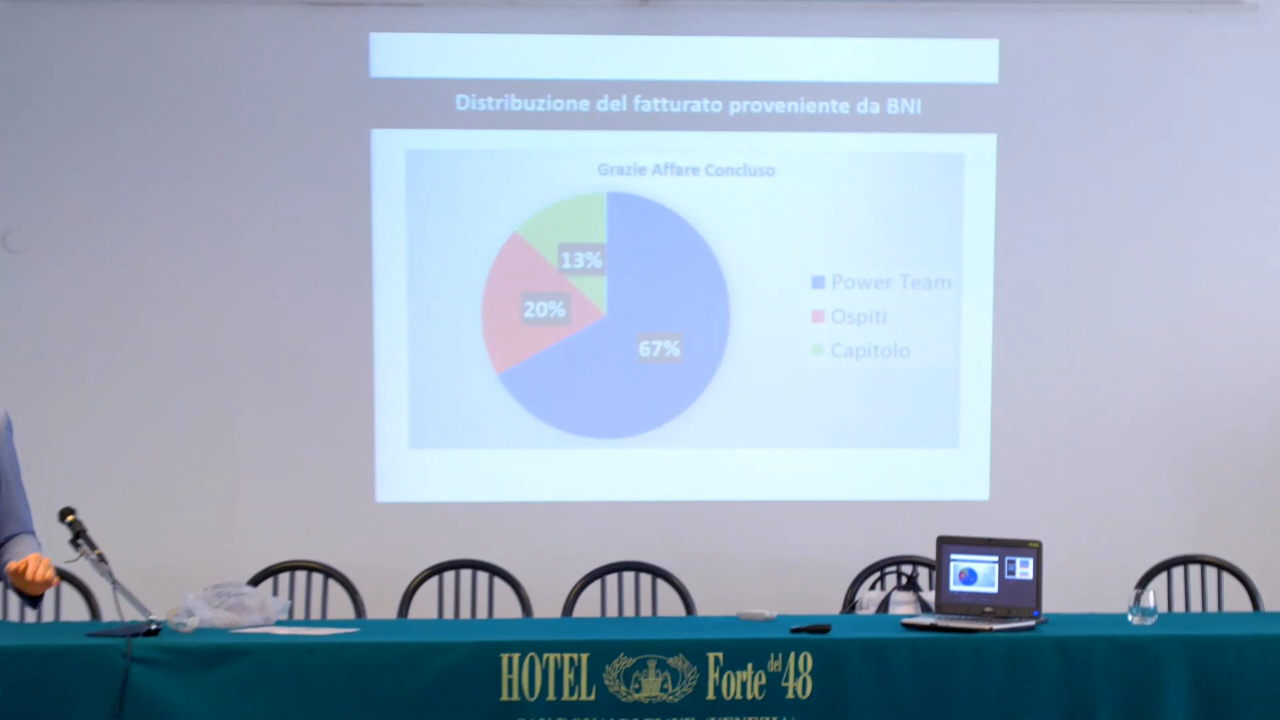 Distribuzione del fatturato proveniente da BNI
Grazie Affare Concluso
13%
20%
67%
Power Team
Ospiti
Capitolo
HOTEL Forte del 48